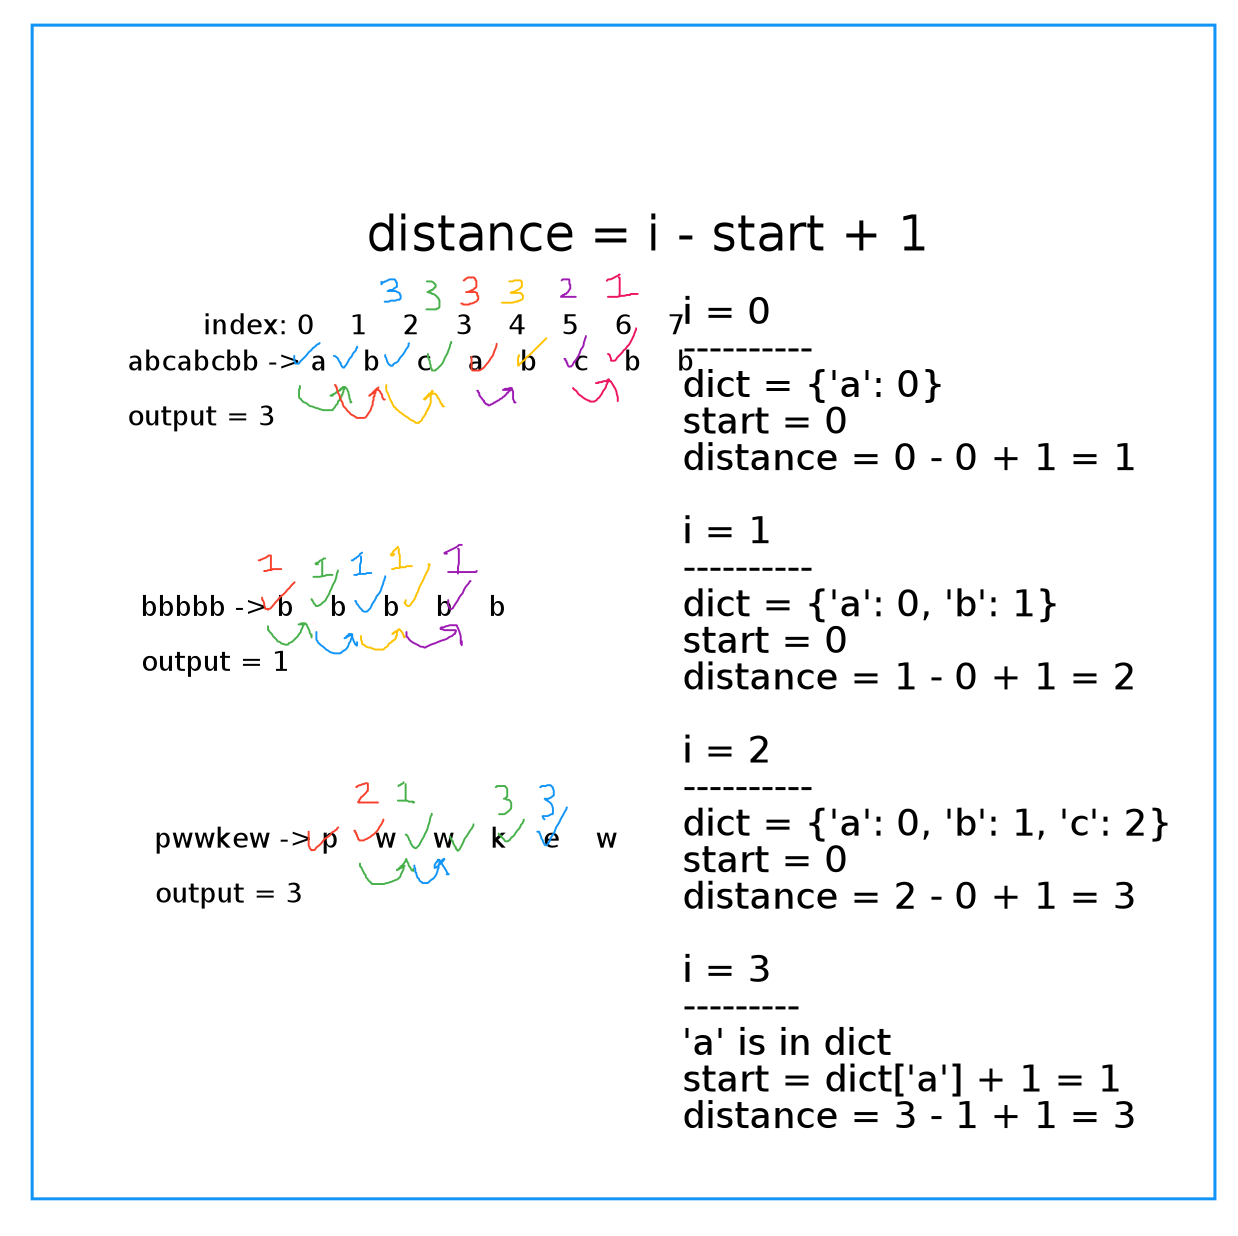 distance = i - start + 1
3 3 3 3 2 1
index: 0 1 2 3 4 5 6 7
abcabcbb -> a b c a b c b b
output = 3
1 1 1 1 1
bbbbb -> b b b b b
output = 1
2 1 3 3
pwwkew -> p w w k e w
output = 3
i = 0
----------
dict = {'a': 0}
start = 0
distance = 0 - 0 + 1 = 1
i = 1
----------
dict = {'a': 0, 'b': 1}
start = 0
distance = 1 - 0 + 1 = 2
i = 2
----------
dict = {'a': 0, 'b': 1, 'c': 2}
start = 0
distance = 2 - 0 + 1 = 3
i = 3
---------
'a' is in dict
start = dict['a'] + 1 = 1
distance = 3 - 1 + 1 = 3